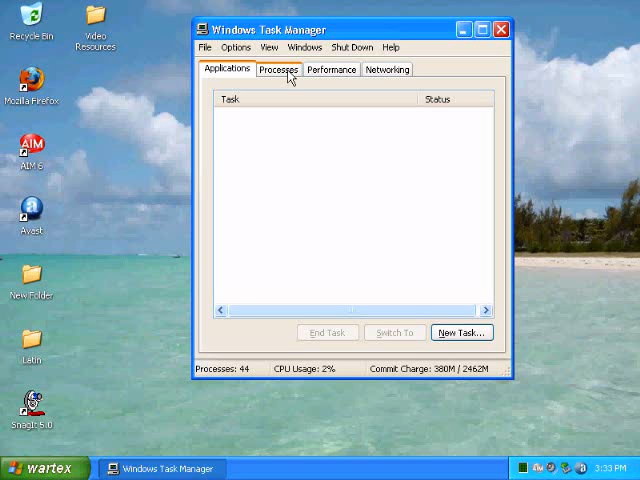 Recycle Bin
Video
Resources
Mozilla Firefox
AIM
AIM 6
Avast
New Folder
Latin
SnagIt 5.0
Windows Task Manager
File Options View Windows Shut Down Help
Applications Processes Performance Networking
Task Status
End Task Switch To New Task...
Processes: 44 CPU Usage: 2% Commit Charge: 380M / 2462M
wartex Windows Task Manager 3:33 PM